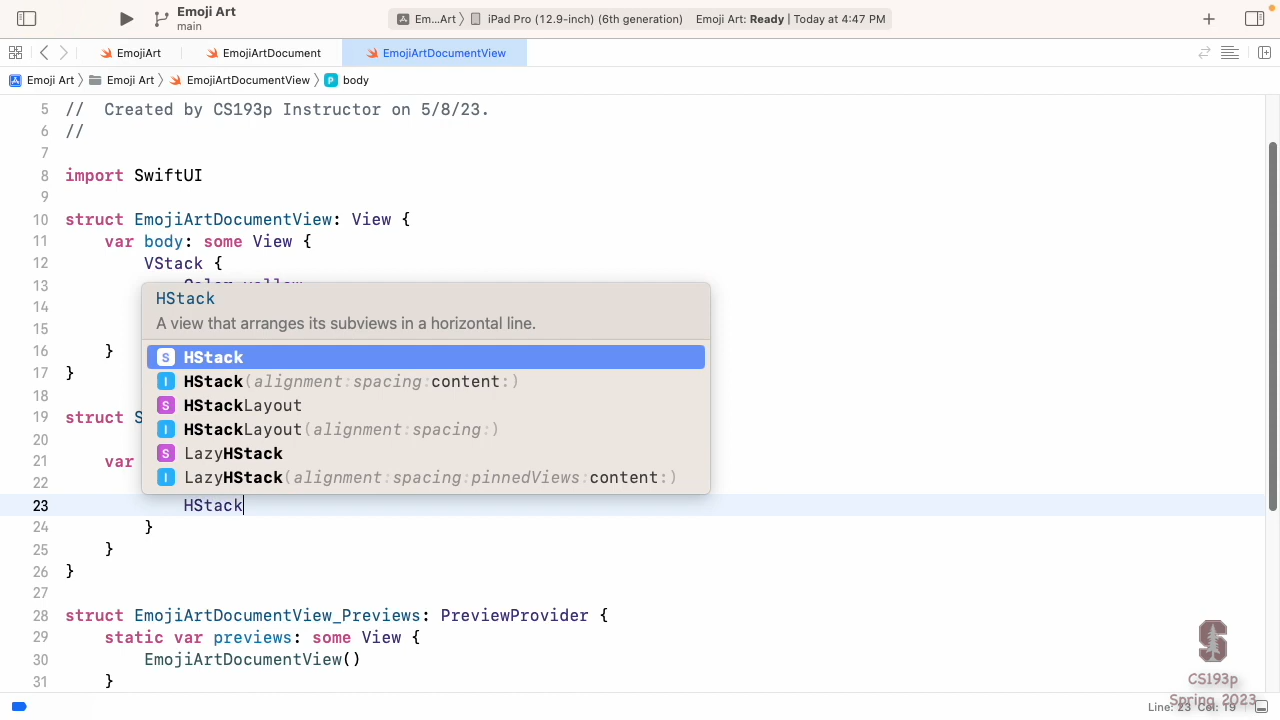 Emoji Art
main
Em...Art 〉 iPad Pro (12.9-inch) (6th generation) Emoji Art: Ready | Today at 4:47 PM
EmojiArt EmojiArtDocument EmojiArtDocumentView
Emoji Art 〉 Emoji Art 〉 EmojiArtDocumentView 〉 P body
5 // Created by CS193p Instructor on 5/8/23.
6 //
7
8 import SwiftUI
9
10 struct EmojiArtDocumentView: View {
11 var body: some View {
12 VStack {
13
14
15
16 }
17 }
18
19 struct S
20
21 var
22
23 HStack
24 }
25 }
26 }
27
28 struct EmojiArtDocumentView_Previews: PreviewProvider {
29 static var previews: some View {
30 EmojiArtDocumentView()
31 }
HStack
A view that arranges its subviews in a horizontal line.
S HStack
I HStack(alignment:spacing:content:)
S HStackLayout
I HStackLayout(alignment:spacing:)
S LazyHStack
I LazyHStack(alignment:spacing:pinnedViews:content:)
S
CS193p
Spring 2023
Line: 23 Col: 19